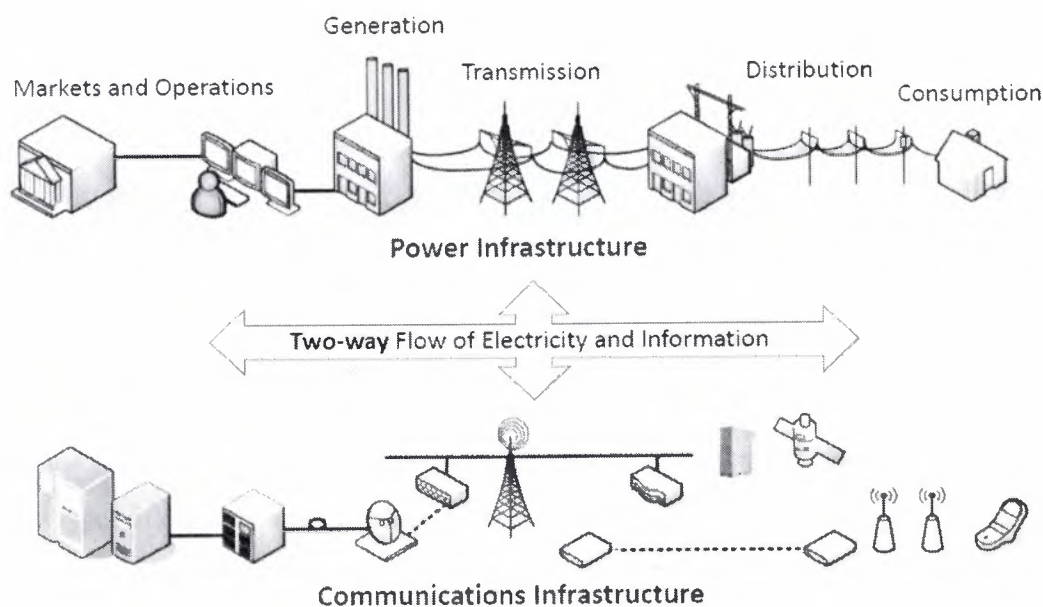 Generation
Markets and Operations
Transmission
Distribution
Consumption
Power Infrastructure
Two-way Flow of Electricity and Information
Communications Infrastructure